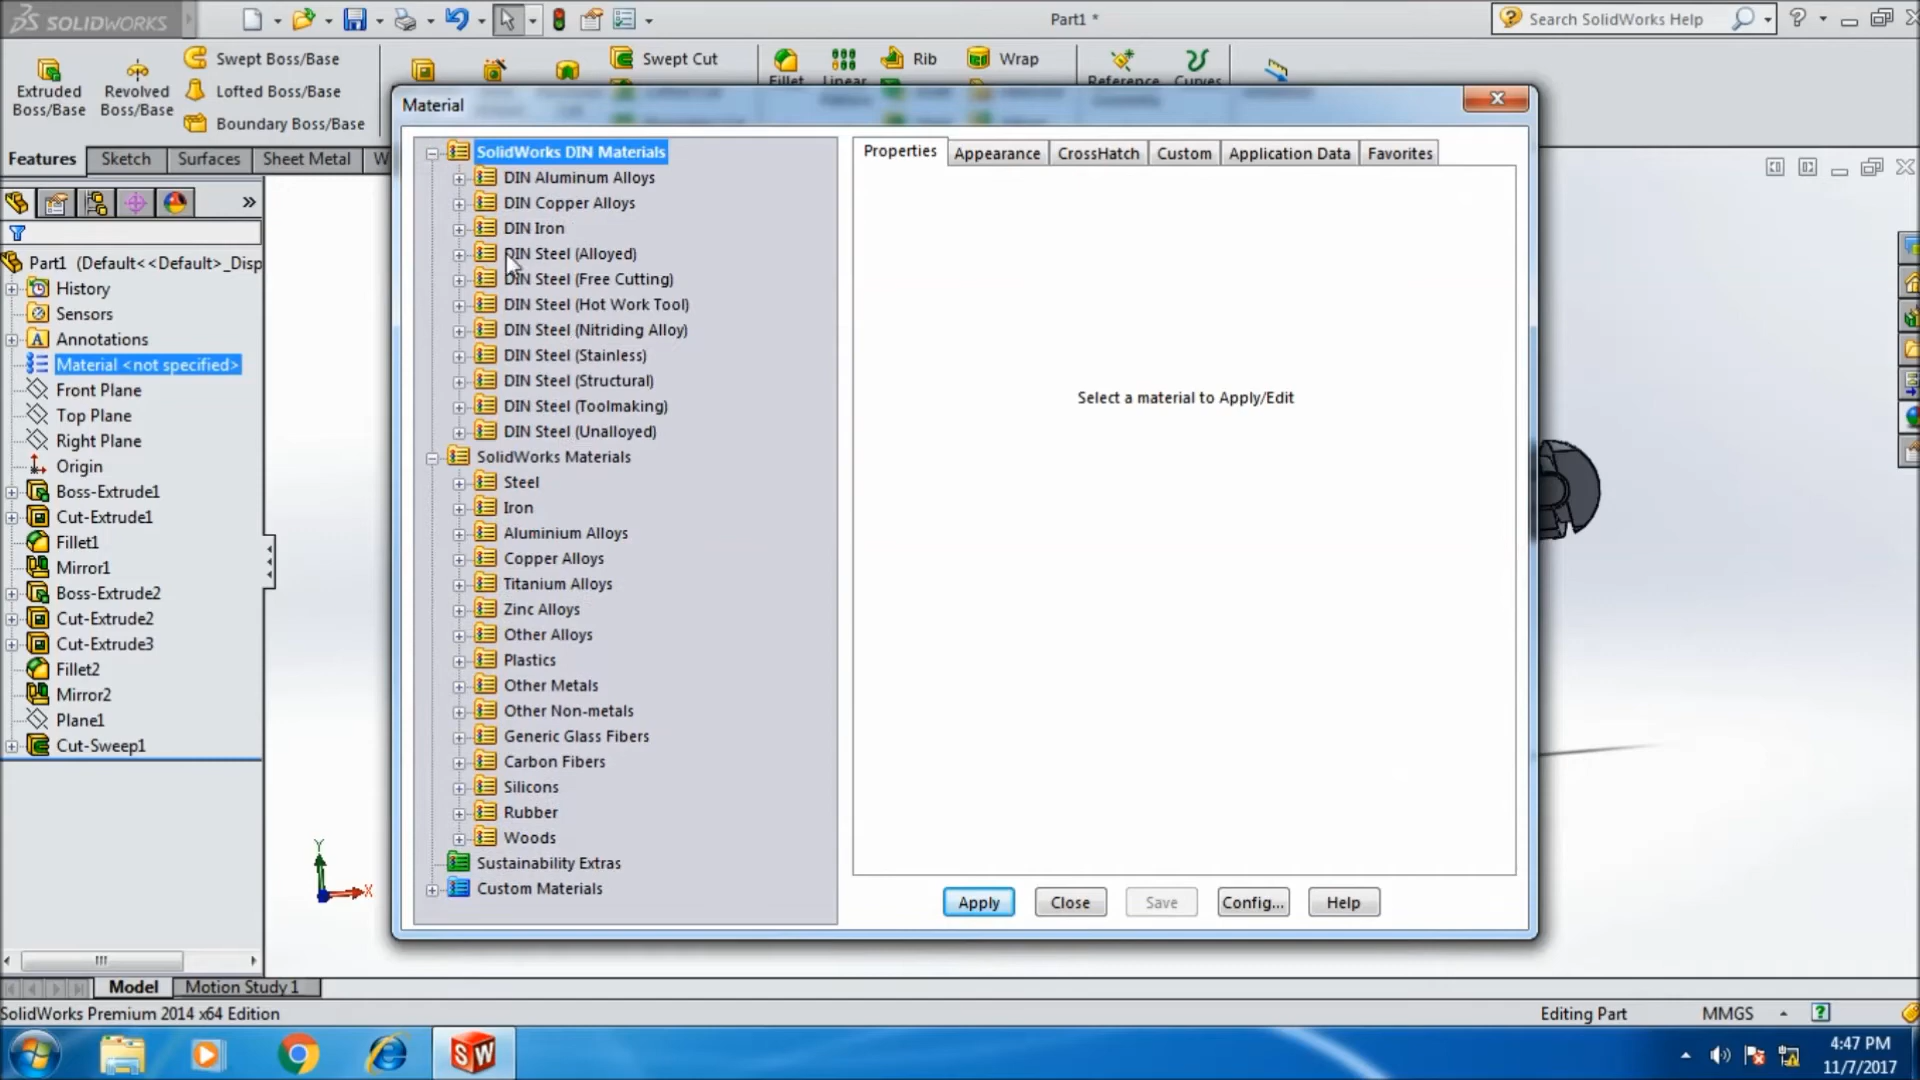 SOLIDWORKS
Part1 *
Search SolidWorks Help
Extruded Boss/Base
Revolved Boss/Base
Swept Boss/Base
Lofted Boss/Base
Boundary Boss/Base
Swept Cut
Fillet
Linear
Rib
Wrap
Reference
Curves
Features
Sketch
Surfaces
Sheet Metal
W
Part1 (Default<<Default>_Disp
History
Sensors
Annotations
Material <not specified>
Front Plane
Top Plane
Right Plane
Origin
Boss-Extrude1
Cut-Extrude1
Fillet1
Mirror1
Boss-Extrude2
Cut-Extrude2
Cut-Extrude3
Fillet2
Mirror2
Plane1
Cut-Sweep1
Material
SolidWorks DIN Materials
DIN Aluminum Alloys
DIN Copper Alloys
DIN Iron
DIN Steel (Alloyed)
DIN Steel (Free Cutting)
DIN Steel (Hot Work Tool)
DIN Steel (Nitriding Alloy)
DIN Steel (Stainless)
DIN Steel (Structural)
DIN Steel (Toolmaking)
DIN Steel (Unalloyed)
SolidWorks Materials
Steel
Iron
Aluminium Alloys
Copper Alloys
Titanium Alloys
Zinc Alloys
Other Alloys
Plastics
Other Metals
Other Non-metals
Generic Glass Fibers
Carbon Fibers
Silicons
Rubber
Woods
Sustainability Extras
Custom Materials
Properties
Appearance
CrossHatch
Custom
Application Data
Favorites
Select a material to Apply/Edit
Apply
Close
Save
Config...
Help
Y
X
Model
Motion Study 1
SolidWorks Premium 2014 x64 Edition
Editing Part
MMGS
4:47 PM
11/7/2017